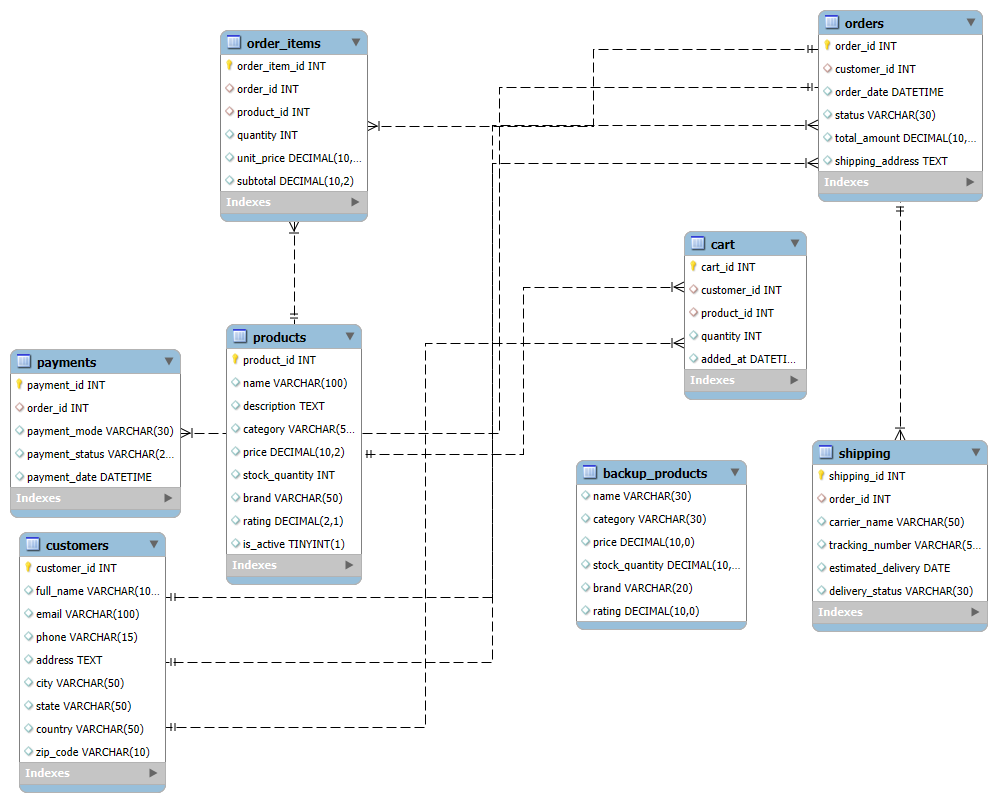 order_items
order_item_id INT
order_id INT
product_id INT
quantity INT
unit_price DECIMAL(10,...
subtotal DECIMAL(10,2)
Indexes
orders
order_id INT
customer_id INT
order_date DATETIME
status VARCHAR(30)
total_amount DECIMAL(10,...
shipping_address TEXT
Indexes
cart
cart_id INT
customer_id INT
product_id INT
quantity INT
added_at DATETI...
Indexes
products
product_id INT
name VARCHAR(100)
description TEXT
category VARCHAR(5...
price DECIMAL(10,2)
stock_quantity INT
brand VARCHAR(50)
rating DECIMAL(2,1)
is_active TINYINT(1)
Indexes
payments
payment_id INT
order_id INT
payment_mode VARCHAR(30)
payment_status VARCHAR(2...
payment_date DATETIME
Indexes
backup_products
name VARCHAR(30)
category VARCHAR(30)
price DECIMAL(10,0)
stock_quantity DECIMAL(10,...
brand VARCHAR(20)
rating DECIMAL(10,0)
shipping
shipping_id INT
order_id INT
carrier_name VARCHAR(50)
tracking_number VARCHAR(5...
estimated_delivery DATE
delivery_status VARCHAR(30)
Indexes
customers
customer_id INT
full_name VARCHAR(10...
email VARCHAR(100)
phone VARCHAR(15)
address TEXT
city VARCHAR(50)
state VARCHAR(50)
country VARCHAR(50)
zip_code VARCHAR(10)
Indexes